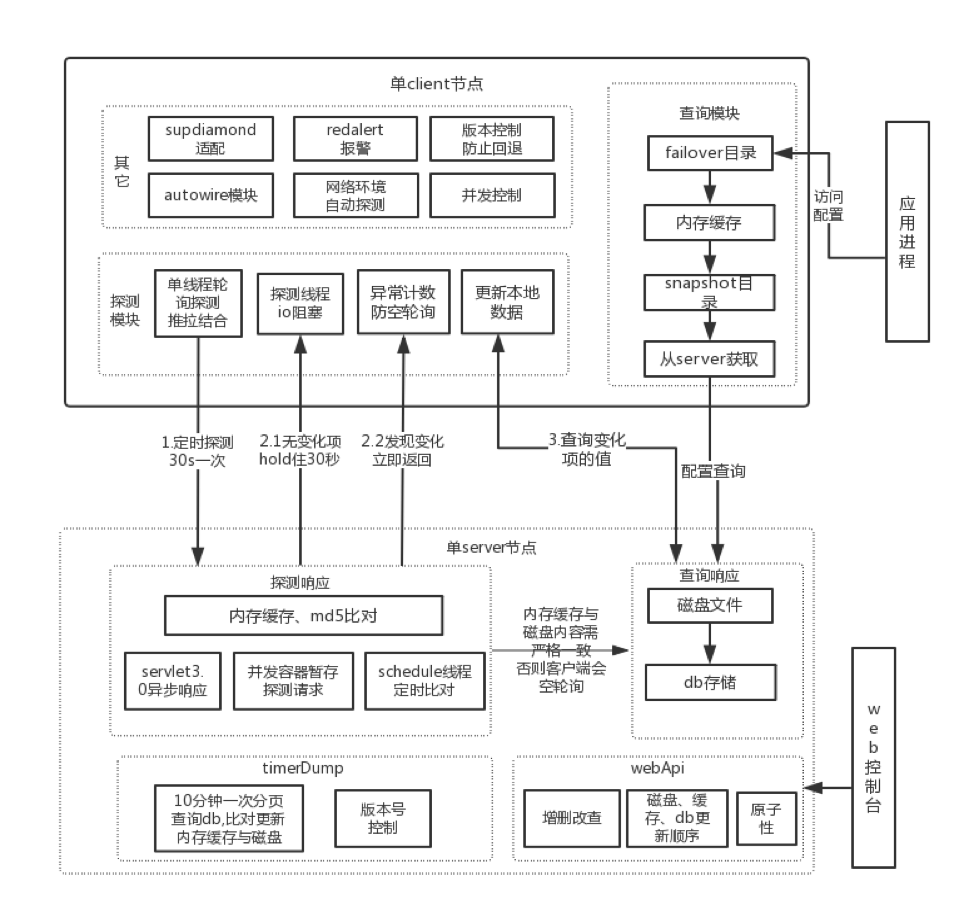 单client节点
其
它
supdiamond
适配
redalert
报警
版本控制
防止回退
autowire模块
网络环境
自动探测
并发控制
探测
模块
单线程轮
询探测
推拉结合
探测线程
io阻塞
异常计数
防空轮询
更新本地
数据
查询模块
failover目录
内存缓存
snapshot目
录
从server获取
访问
配置
应
用
进
程
1.定时探测
30s一次
2.1无变化项
hold住30秒
2.2发现变化
立即返回
3.查询变化
项的值
配置查询
单server节点
探测响应
内存缓存、md5比对
servlet3.
0异步响应
并发容器暂存
探测请求
schedule线程
定时比对
内存缓存与
磁盘内容需
严格一致
否则客户端会
空轮询
查询响应
磁盘文件
db存储
timerDump
10分钟一次分页
查询db,比对更新
内存缓存与磁盘
版本号
控制
webApi
增删改查
磁盘、缓
存、db更
新顺序
原子
性
w
e
b
控
制
台